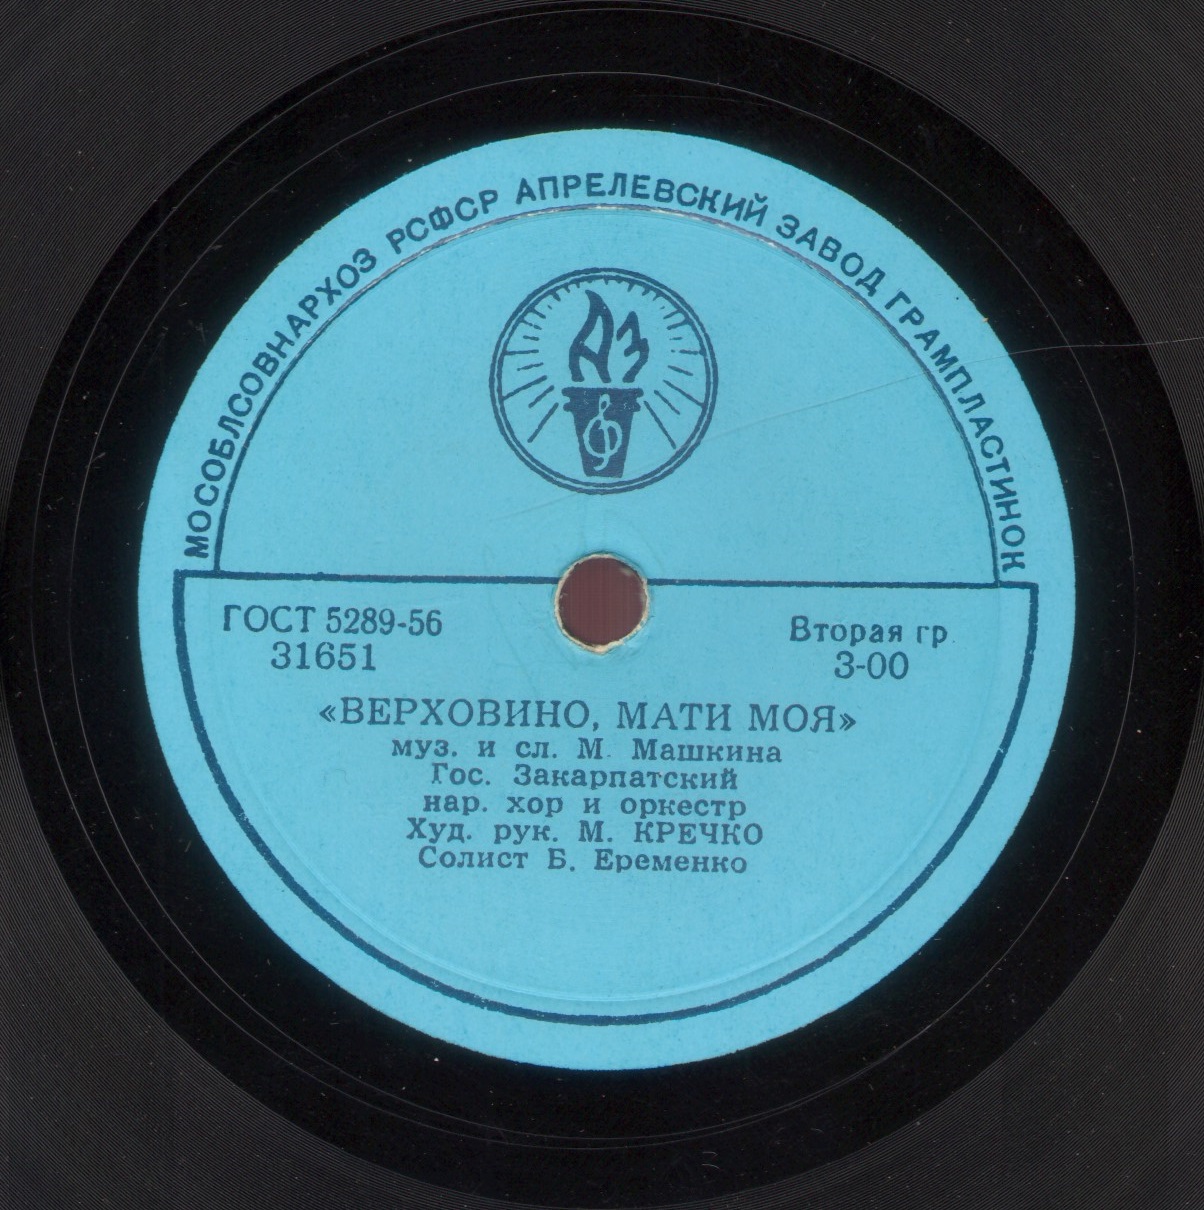 МОСОБЛСОВНАРХОЗ РСФСР АПРЕЛЕВСКИЙ ЗАВОД ГРАМПЛАСТИНОК
АЗ
ГОСТ 5289-56
31651
Вторая гр.
3-00
«ВЕРХОВИНО, МАТИ МОЯ»
муз. и сл. М. Машкина
Гос. Закарпатский
нар. хор и оркестр
Худ. рук. М. КРЕЧКО
Солист Б. Еременко